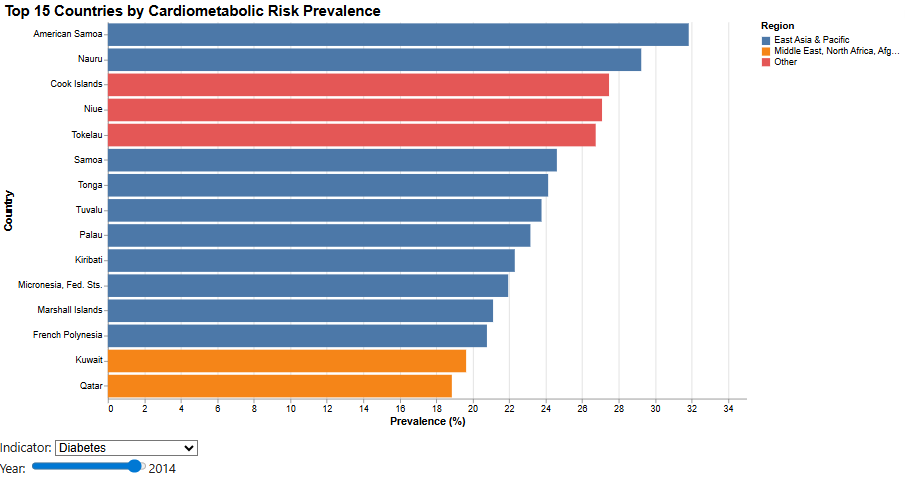 Top 15 Countries by Cardiometabolic Risk Prevalence
Region
East Asia & Pacific
Middle East, North Africa, Afg...
Other
Country
American Samoa
Nauru
Cook Islands
Niue
Tokelau
Samoa
Tonga
Tuvalu
Palau
Kiribati
Micronesia, Fed. Sts.
Marshall Islands
French Polynesia
Kuwait
Qatar
0 2 4 6 8 10 12 14 16 18 20 22 24 26 28 30 32 34
Prevalence (%)
Indicator: Diabetes
Year: 2014